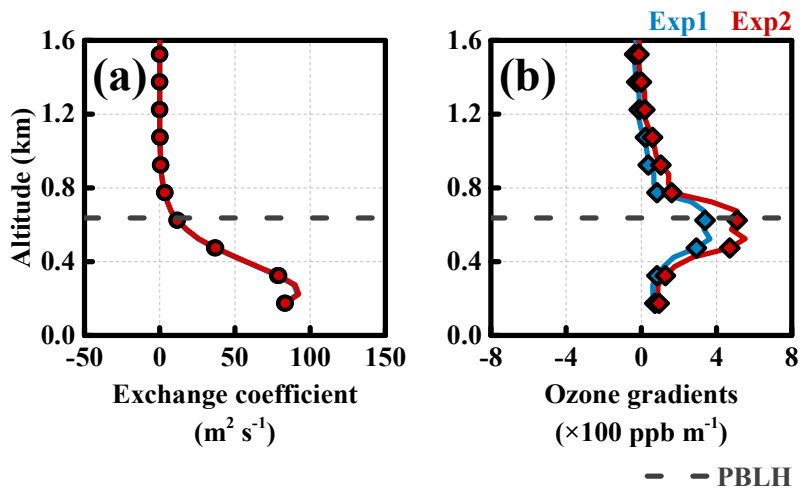 Exp1 Exp2
(a)
(b)
1.6
1.2
0.8
0.4
0.0
Altitude (km)
-50 0 50 100 150
Exchange coefficient
(m² s⁻¹)
1.6
1.2
0.8
0.4
0.0
-8 -4 0 4 8
Ozone gradients
(×100 ppb m⁻¹)
PBLH